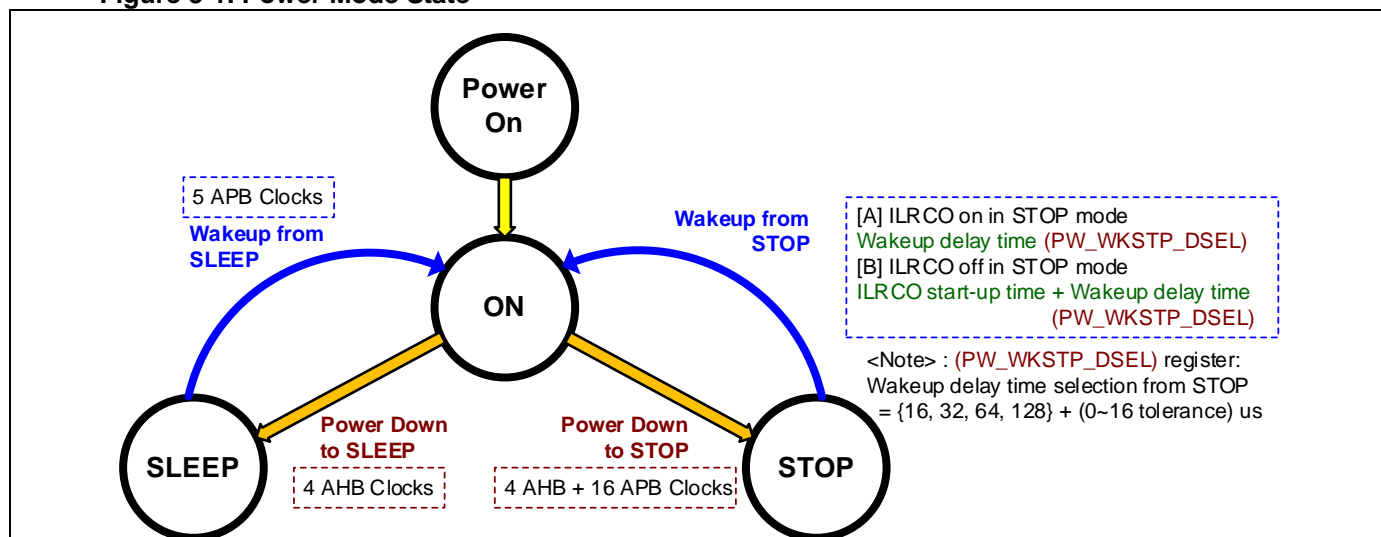 Power
On
5 APB Clocks
Wakeup from
SLEEP
Wakeup from
STOP
[A] ILRCO on in STOP mode
Wakeup delay time (PW_WKSTP_DSEL)
[B] ILRCO off in STOP mode
ILRCO start-up time + Wakeup delay time
(PW_WKSTP_DSEL)
ON
<Note> : (PW_WKSTP_DSEL) register:
Wakeup delay time selection from STOP
= {16, 32, 64, 128} + (0~16 tolerance) us
Power Down
to SLEEP
4 AHB Clocks
Power Down
to STOP
4 AHB + 16 APB Clocks
SLEEP
STOP